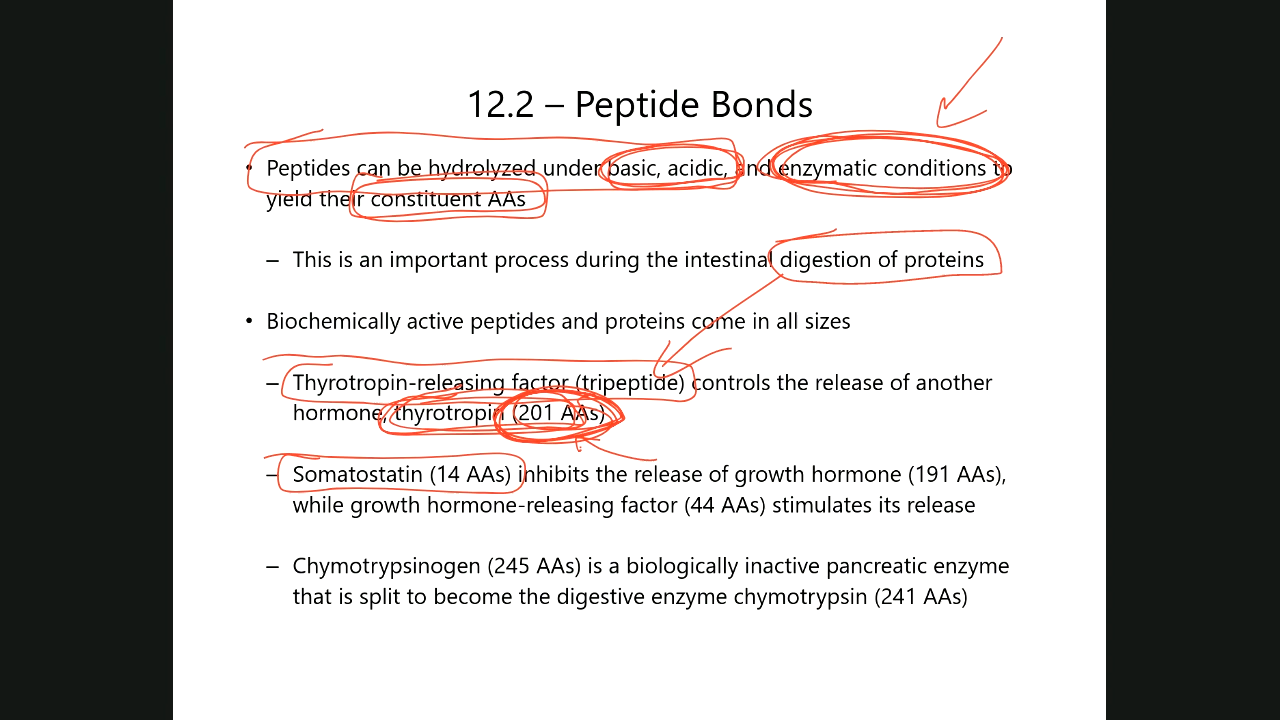 12.2 – Peptide Bonds
• Peptides can be hydrolyzed under basic, acidic, and enzymatic conditions to
yield their constituent AAs
– This is an important process during the intestinal digestion of proteins
• Biochemically active peptides and proteins come in all sizes
– Thyrotropin-releasing factor (tripeptide) controls the release of another
hormone, thyrotropin (201 AAs)
– Somatostatin (14 AAs) inhibits the release of growth hormone (191 AAs),
while growth hormone-releasing factor (44 AAs) stimulates its release
– Chymotrypsinogen (245 AAs) is a biologically inactive pancreatic enzyme
that is split to become the digestive enzyme chymotrypsin (241 AAs)